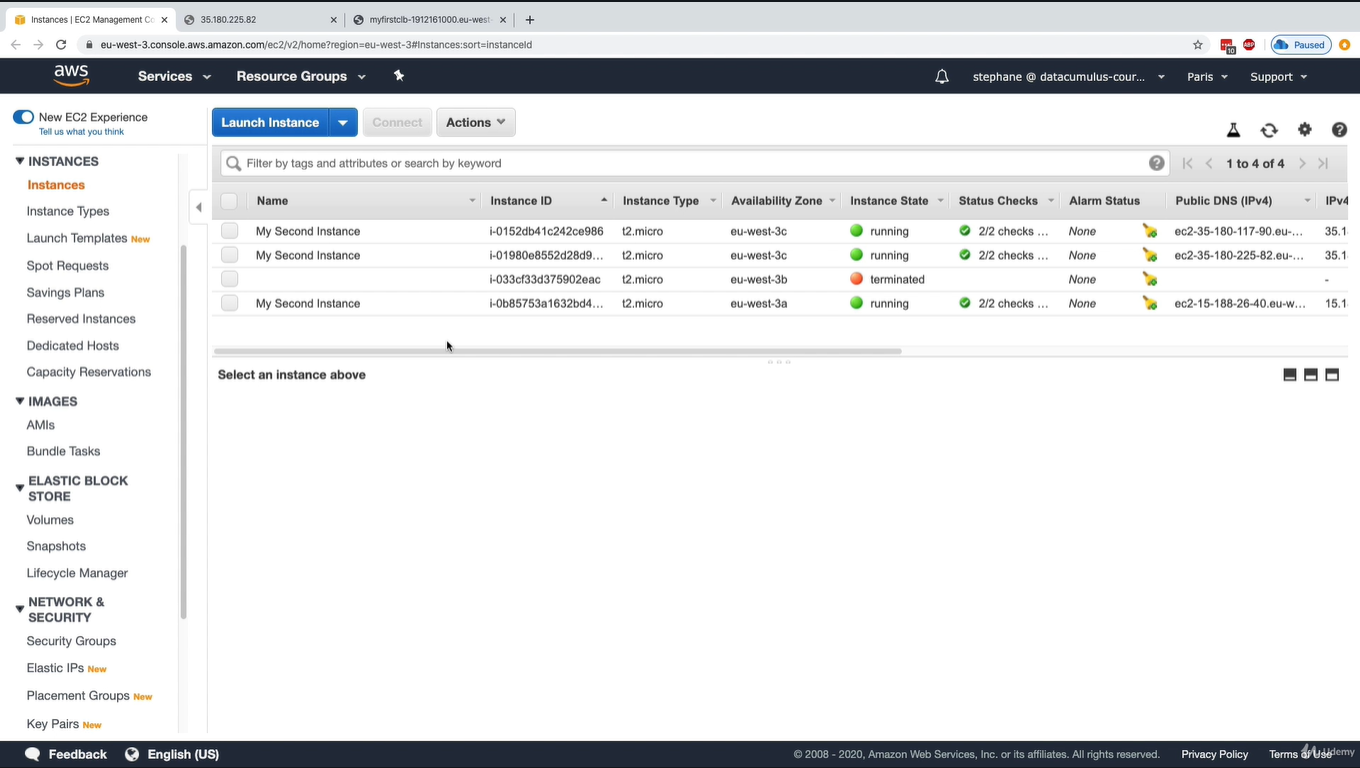 Instances | EC2 Management Co
35.180.225.82
myfirstclb-1912161000.eu-west-
eu-west-3.console.aws.amazon.com/ec2/v2/home?region=eu-west-3#Instances:sort=instanceId
10
ABP
Paused
aws
Services
Resource Groups
stephane @ datacumulus-cour...
Paris
Support
New EC2 Experience
Tell us what you think
INSTANCES
Instances
Instance Types
Launch Templates New
Spot Requests
Savings Plans
Reserved Instances
Dedicated Hosts
Capacity Reservations
IMAGES
AMIs
Bundle Tasks
ELASTIC BLOCK
STORE
Volumes
Snapshots
Lifecycle Manager
NETWORK &
SECURITY
Security Groups
Elastic IPs New
Placement Groups New
Key Pairs New
Launch Instance
Connect
Actions
Filter by tags and attributes or search by keyword
1 to 4 of 4
Name Instance ID Instance Type Availability Zone Instance State Status Checks Alarm Status Public DNS (IPv4) IPv4
My Second Instance i-0152db41c242ce986 t2.micro eu-west-3c running 2/2 checks ... None ec2-35-180-117-90.eu-... 35.1
My Second Instance i-01980e8552d28d9... t2.micro eu-west-3c running 2/2 checks ... None ec2-35-180-225-82.eu-... 35.1
i-033cf33d375902eac t2.micro eu-west-3b terminated None -
My Second Instance i-0b85753a1632bd4... t2.micro eu-west-3a running 2/2 checks ... None ec2-15-188-26-40.eu-w... 15.1
Select an instance above
Feedback
English (US)
© 2008 - 2020, Amazon Web Services, Inc. or its affiliates. All rights reserved.
Privacy Policy
Terms of Use
Udemy